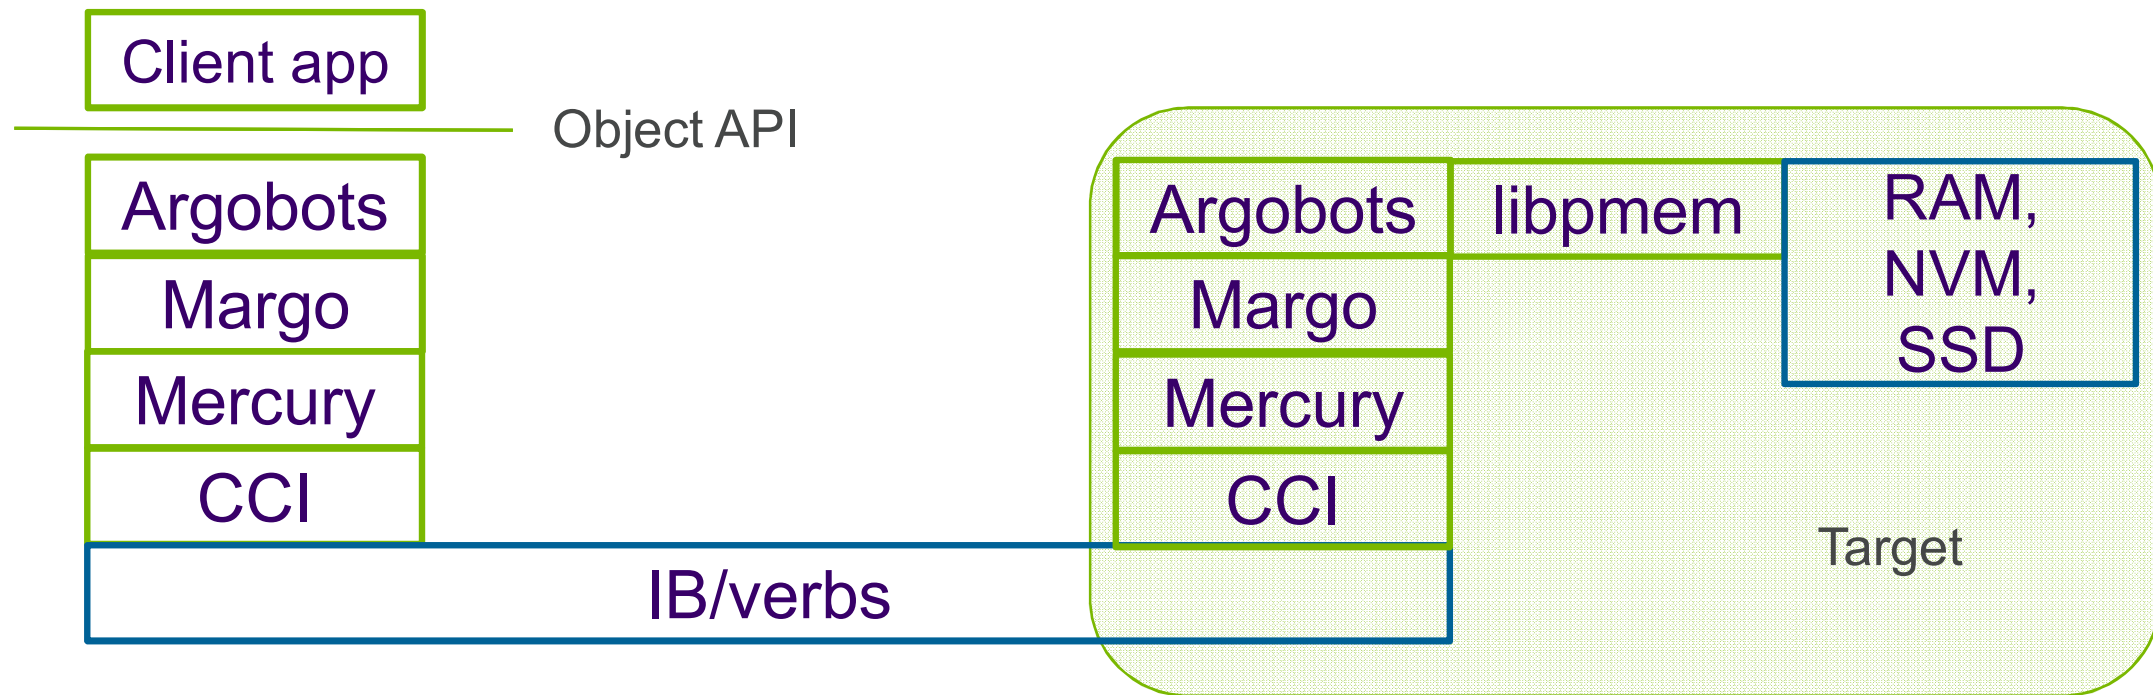 Client app
Object API
Argobots
Margo
Mercury
CCI
IB/verbs
Argobots
Margo
Mercury
CCI
libpmem
RAM,
NVM,
SSD
Target